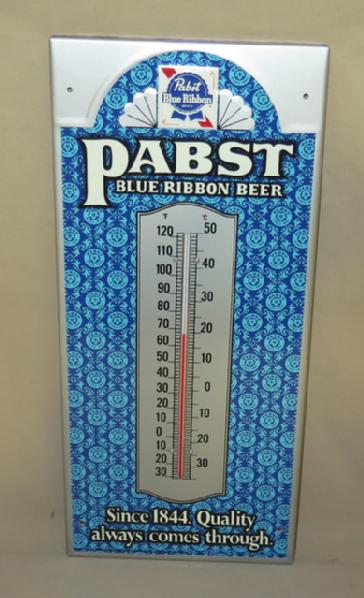 Pabst
Blue Ribbon
PABST
BLUE RIBBON BEER
°F °C
120 50
110
100 40
90
80 30
70 20
60
50 10
40
30 0
20
10 10
0
10 20
20
30 30
Since 1844. Quality
always comes through.